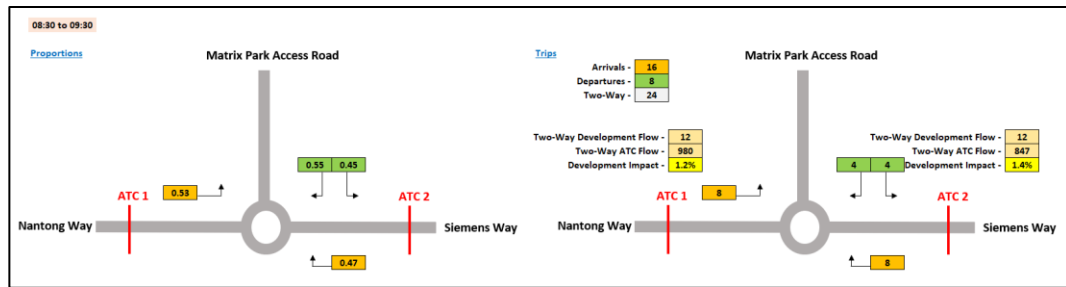 08:30 to 09:30
Proportions
Matrix Park Access Road
0.55 0.45
0.53
ATC 1
ATC 2
Nantong Way
Siemens Way
0.47
Trips
Matrix Park Access Road
Arrivals - 16
Departures - 8
Two-Way - 24
Two-Way Development Flow - 12
Two-Way ATC Flow - 980
Development Impact - 1.2%
Two-Way Development Flow - 12
Two-Way ATC Flow - 847
Development Impact - 1.4%
4 4
8
ATC 1
ATC 2
Nantong Way
Siemens Way
8